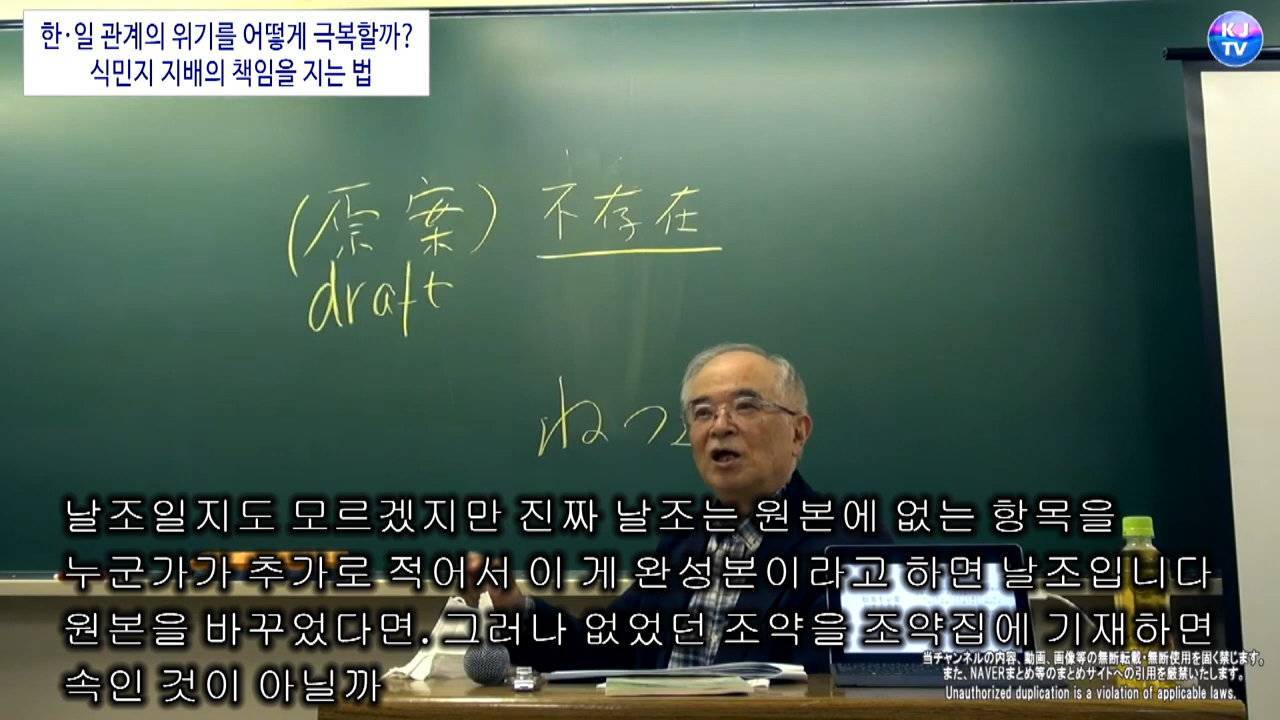 한·일 관계의 위기를 어떻게 극복할까?
식민지 지배의 책임을 지는 법
KJ
TV
(原案) 不存在
draft
ねつ
날조일지도 모르겠지만 진짜 날조는 원본에 없는 항목을
누군가가 추가로 적어서 이 게 완성본이라고 하면 날조입니다
원본을 바꾸었다면. 그러나 없었던 조약을 조약집에 기재하면
속인 것이 아닐까
当チャンネルの内容、動画、画像等の無断転載・無断使用を固く禁じます。
また、NAVERまとめ等のまとめサイトへの引用を厳禁いたします。
Unauthorized duplication is a violation of applicable laws.